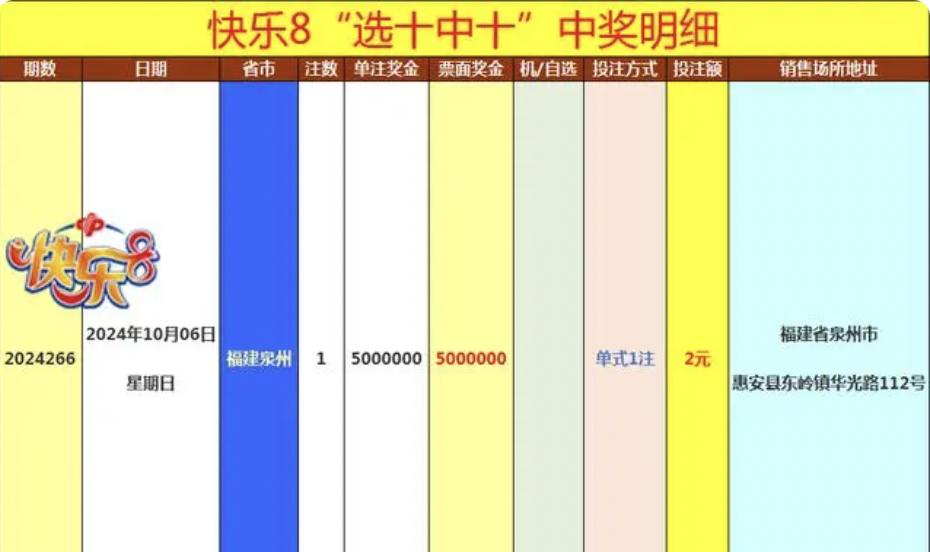 快乐8“选十中十”中奖明细
期数 日期 省市 注数 单注奖金 票面奖金 机/自选 投注方式 投注额 销售场所地址
快乐8
2024266 2024年10月06日 星期日 福建泉州 1 5000000 5000000 单式1注 2元 福建省泉州市 惠安县东岭镇华光路112号